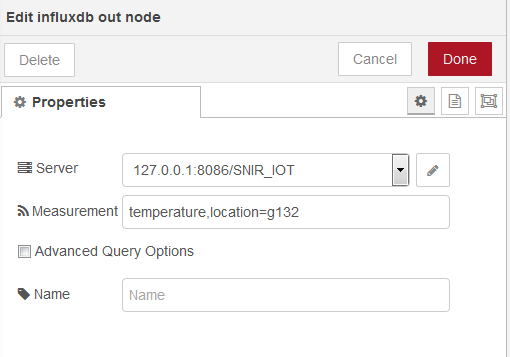 Edit influxdb out node
Delete
Cancel
Done
Properties
Server
127.0.0.1:8086/SNIR_IOT
Measurement
temperature,location=g132
Advanced Query Options
Name
Name